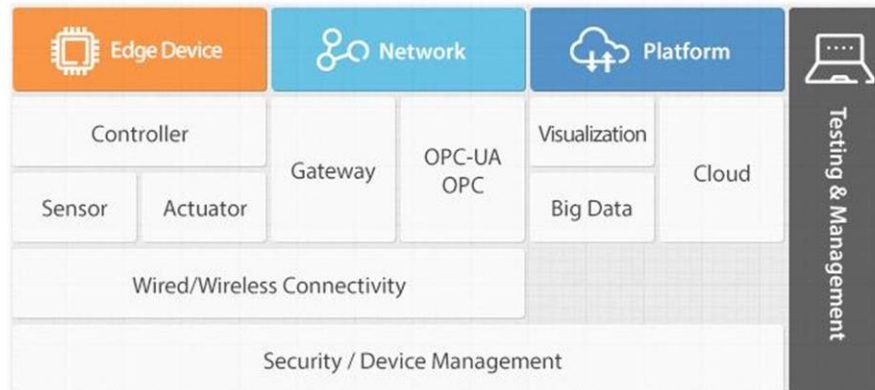 Edge Device
Network
Platform
Controller
Sensor
Actuator
Gateway
OPC-UA
OPC
Visualization
Big Data
Cloud
Wired/Wireless Connectivity
Security / Device Management
Testing & Management